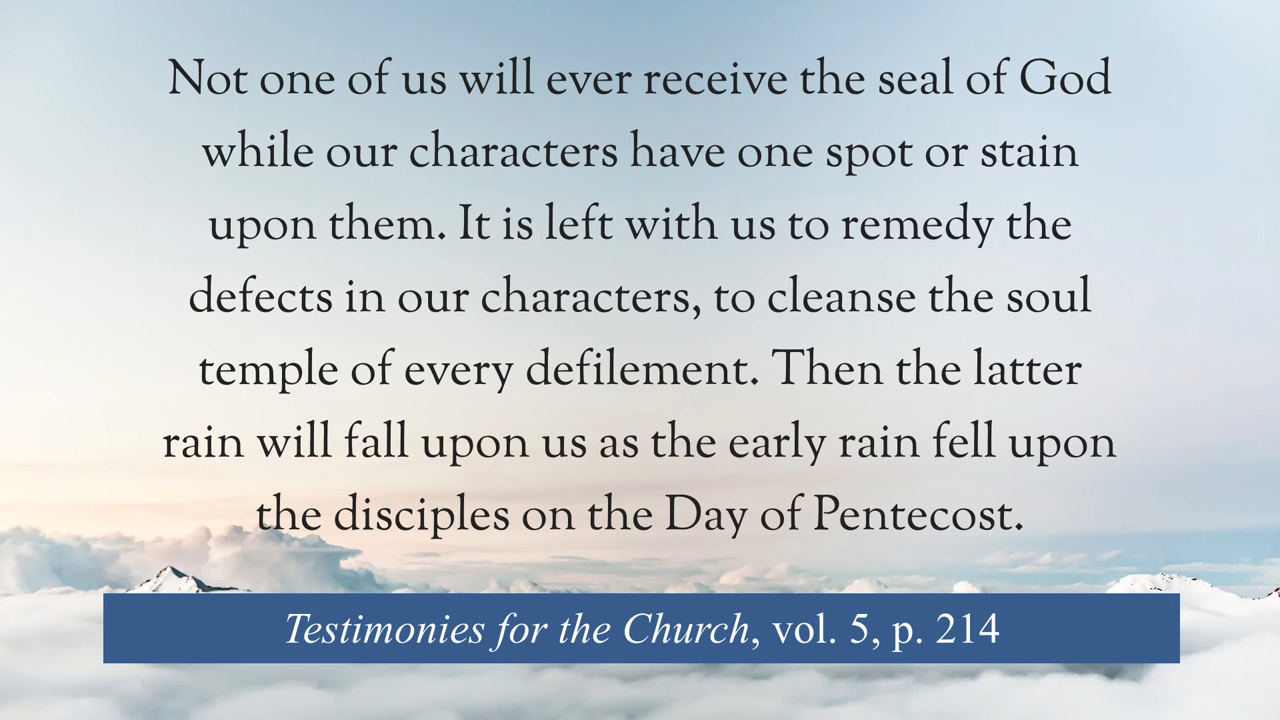 Not one of us will ever receive the seal of God
while our characters have one spot or stain
upon them. It is left with us to remedy the
defects in our characters, to cleanse the soul
temple of every defilement. Then the latter
rain will fall upon us as the early rain fell upon
the disciples on the Day of Pentecost.
Testimonies for the Church, vol. 5, p. 214